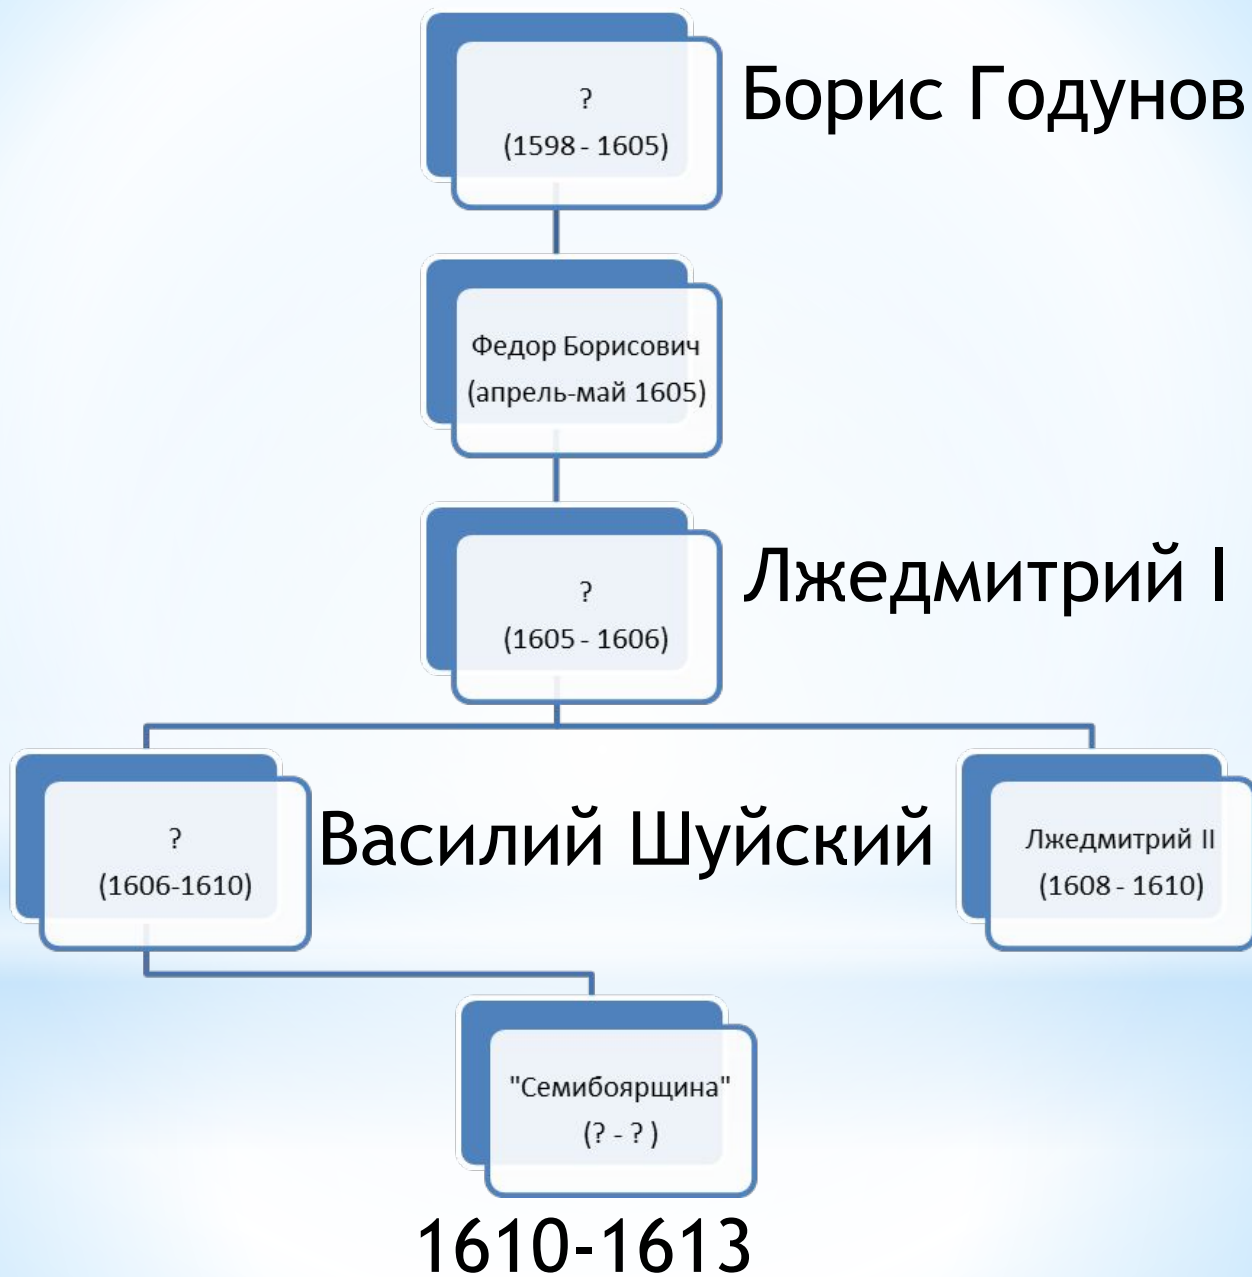 ?
(1598 - 1605)
Борис Годунов
Федор Борисович
(апрель-май 1605)
?
(1605 - 1606)
Лжедмитрий I
?
(1606-1610)
Василий Шуйский
Лжедмитрий II
(1608 - 1610)
"Семибоярщина"
(? - ? )
1610-1613